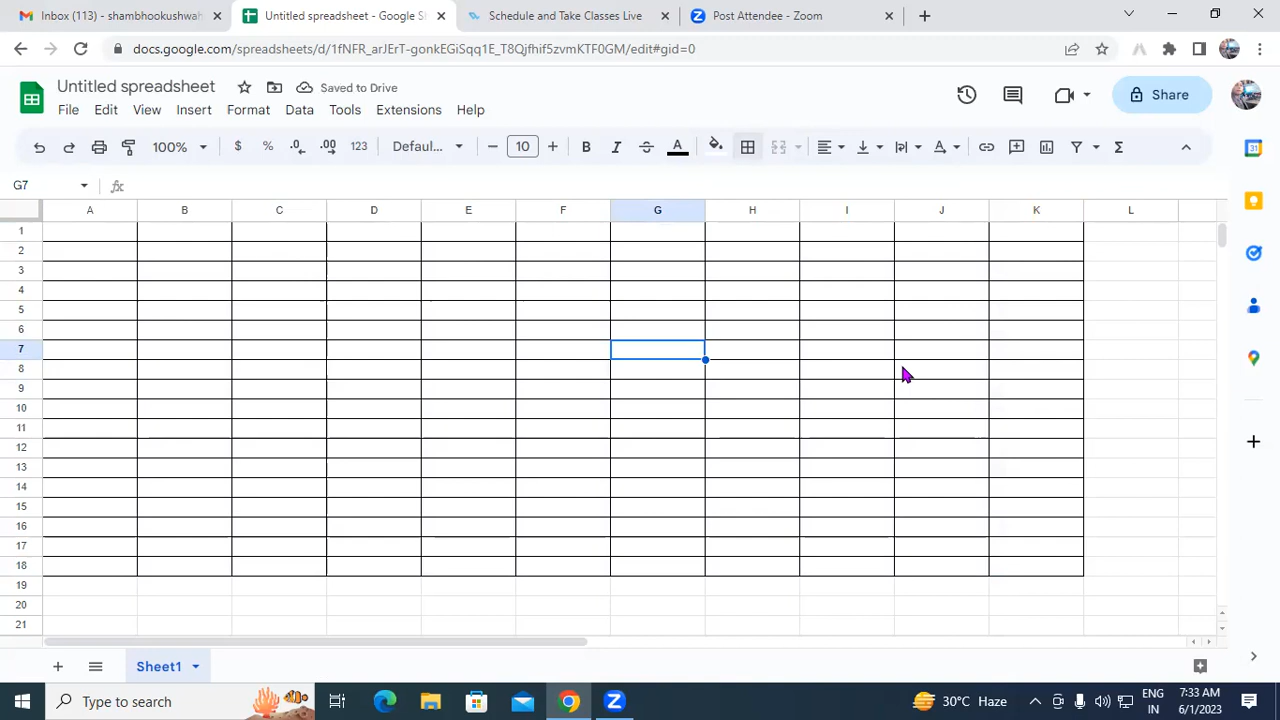 Inbox (113) - shambhookushwah
Untitled spreadsheet - Google Sh
Schedule and Take Classes Live
Post Attendee - Zoom
docs.google.com/spreadsheets/d/1fNFR_arJErT-gonkEGiSqq1E_T8Qjfhif5zvmKTF0GM/edit#gid=0
Untitled spreadsheet
Saved to Drive
File Edit View Insert Format Data Tools Extensions Help
Share
100% $ % .0 .00 123 Defaul... 10 B I S A Σ
G7 fx
A B C D E F G H I J K L
1
2
3
4
5
6
7
8
9
10
11
12
13
14
15
16
17
18
19
20
21
Sheet1
Type to search
30°C Haze
ENG
IN
7:33 AM
6/1/2023